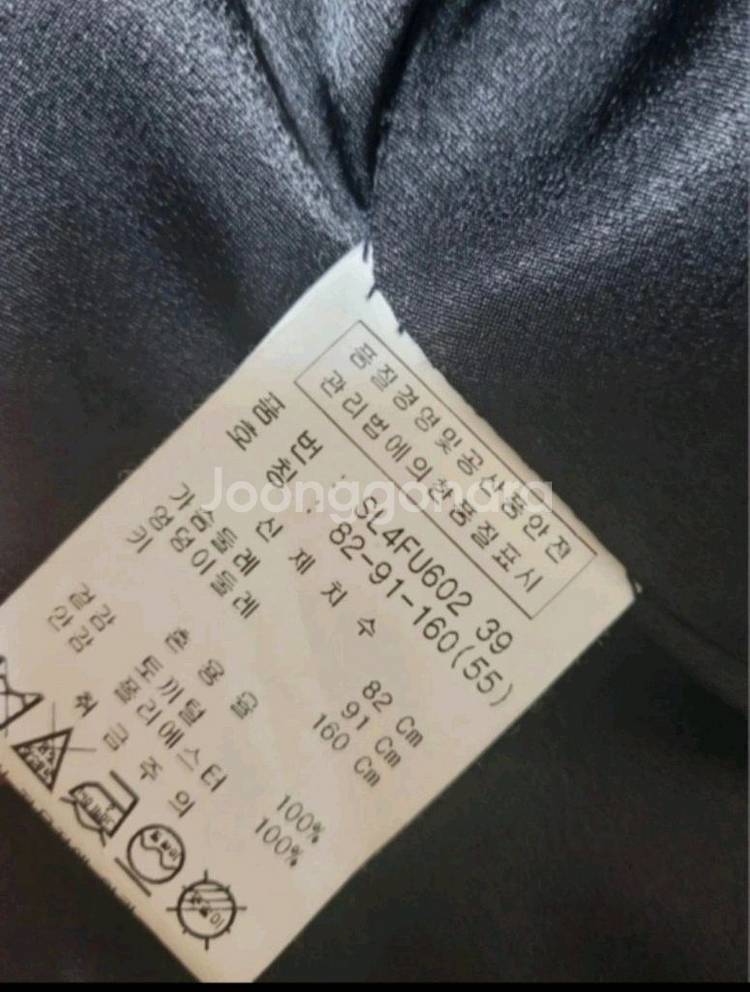 품질경영및공산품안전
관리법에의한품질표시
품 번 : SL4FU602 39
호 칭 : 82-91-160(55)
신 체 치 수
가슴둘레 82 Cm
엉덩이둘레 91 Cm
키 160 Cm
혼 용 율
겉감 토끼털 100%
안감 폴리에스터 100%
취 급 주 의
Joonggonara